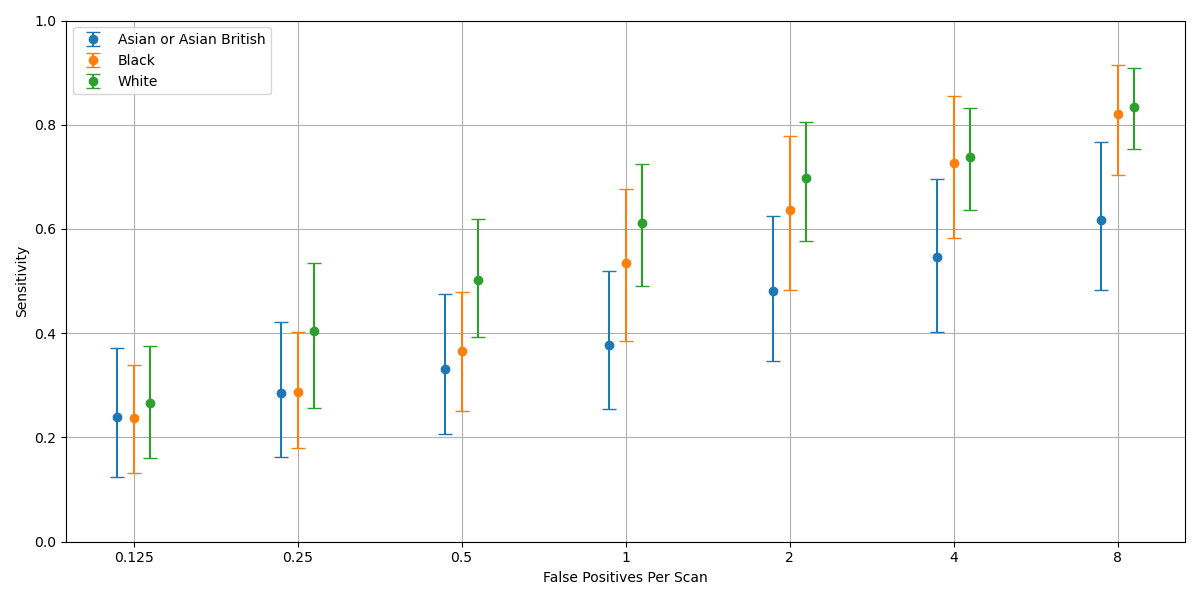 1.0
0.8
0.6
0.4
0.2
0.0
Sensitivity
Asian or Asian British
Black
White
0.125 0.25 0.5 1 2 4 8
False Positives Per Scan